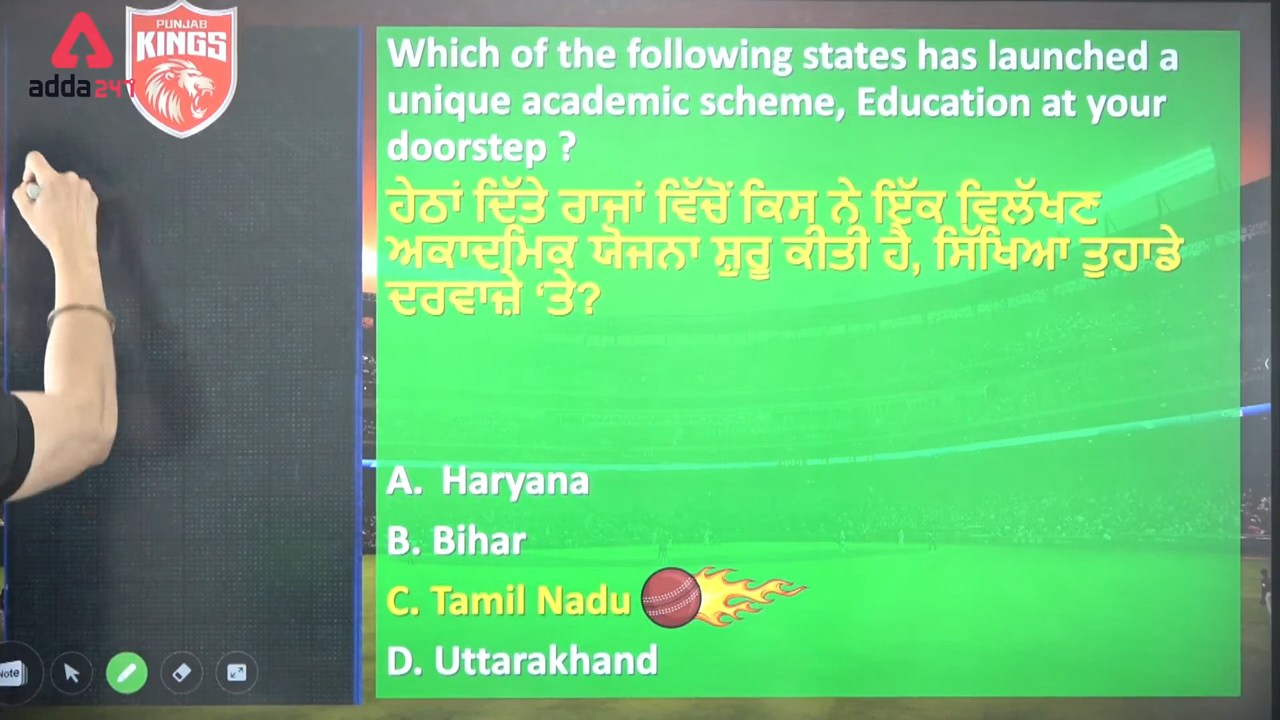 PUNJAB
KINGS
adda247
Which of the following states has launched a
unique academic scheme, Education at your
doorstep ?
ਹੇਠਾਂ ਦਿੱਤੇ ਰਾਜਾਂ ਵਿੱਚੋਂ ਕਿਸ ਨੇ ਇੱਕ ਵਿਲੱਖਣ
ਅਕਾਦਮਿਕ ਯੋਜਨਾ ਸ਼ੁਰੂ ਕੀਤੀ ਹੈ, ਸਿੱਖਿਆ ਤੁਹਾਡੇ
ਦਰਵਾਜ਼ੇ ‘ਤੇ?
A. Haryana
B. Bihar
C. Tamil Nadu
D. Uttarakhand
Note